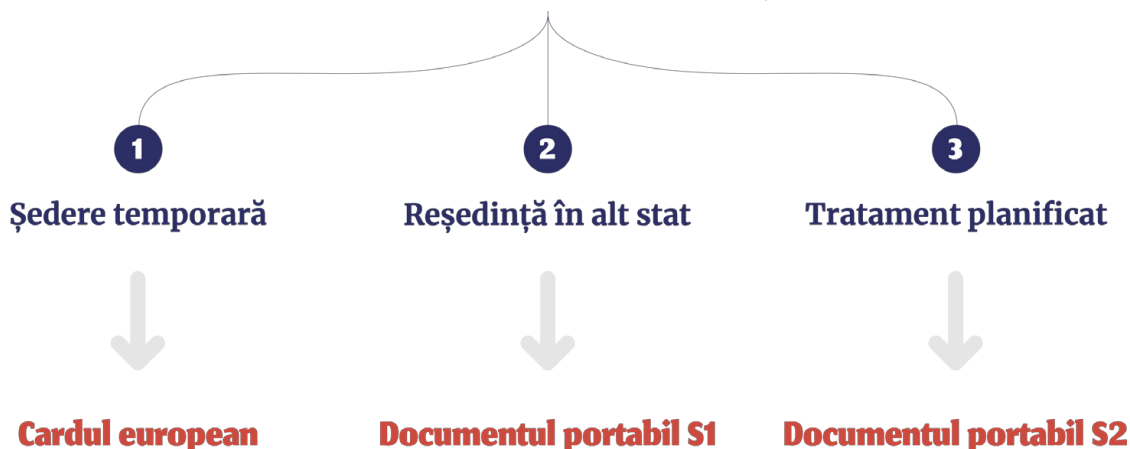 1
2
3
Ședere temporară
Reședință în alt stat
Tratament planificat
Cardul european
Documentul portabil S1
Documentul portabil S2